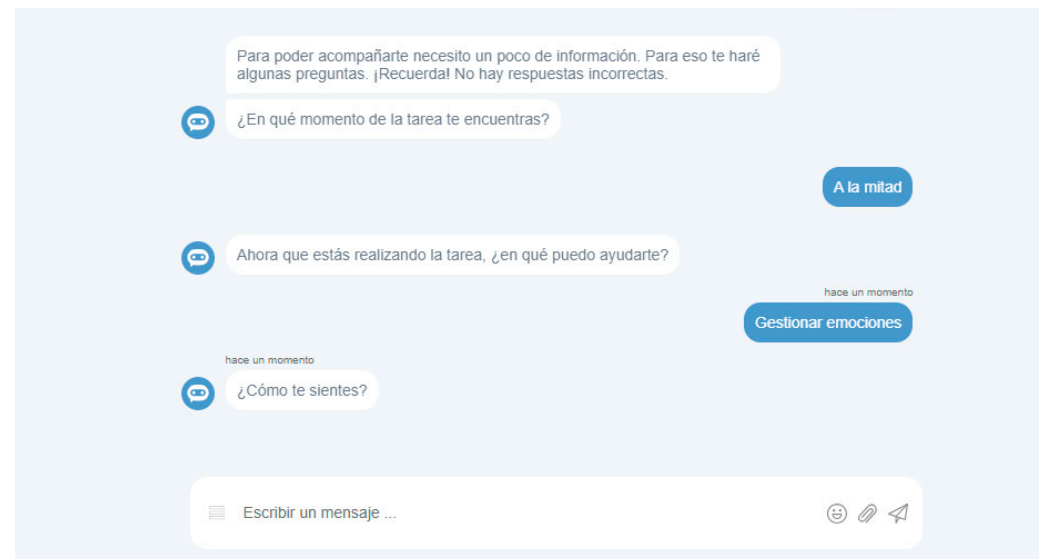 Para poder acompañarte necesito un poco de información. Para eso te haré
algunas preguntas. ¡Recuerda! No hay respuestas incorrectas.
¿En qué momento de la tarea te encuentras?
A la mitad
Ahora que estás realizando la tarea, ¿en qué puedo ayudarte?
hace un momento
Gestionar emociones
hace un momento
¿Cómo te sientes?
Escribir un mensaje ...